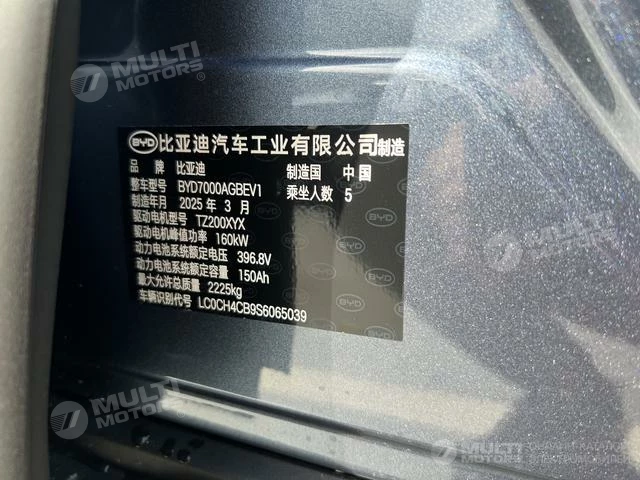 MULTI
MOTORS®
BYD 比亚迪汽车工业有限公司制造
品 牌 比亚迪 制造国 中 国
整车型号 BYD7000AGBEV1 乘坐人数 5
制造年月 2025 年 3 月
驱动电机型号 TZ200XYX
驱动电机峰值功率 160kW
动力电池系统额定电压 396.8V
动力电池系统额定容量 150Ah
最大允许总质量 2225kg
车辆识别代号 LC0CH4CB9S6065039
BYD
MULTI
MOTORS®
MULTI
MOTORS